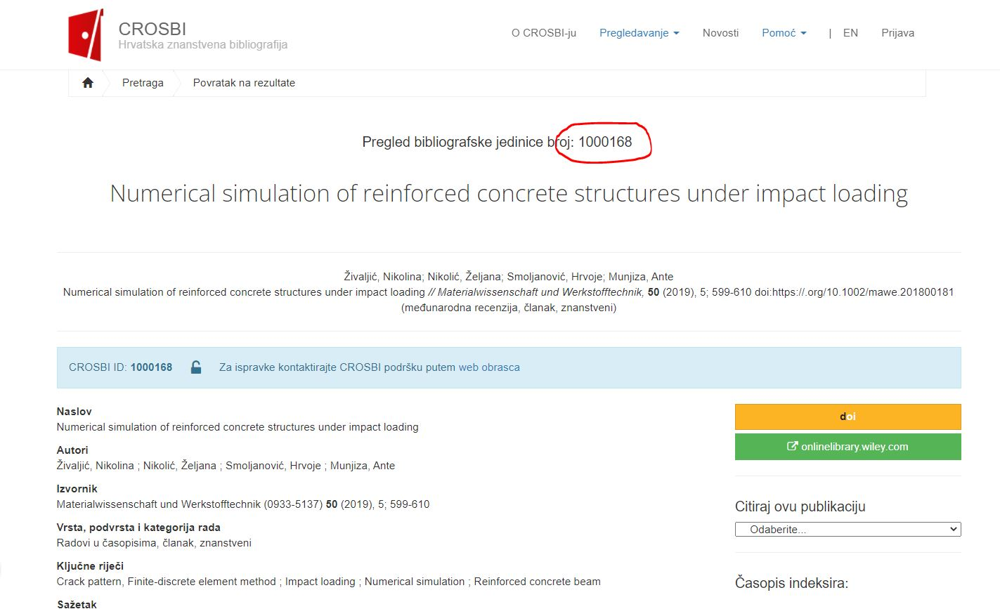 CROSBI
Hrvatska znanstvena bibliografija
O CROSBI-ju Pregledavanje Novosti Pomoć | EN Prijava
Pretraga Povratak na rezultate
Pregled bibliografske jedinice broj: 1000168
Numerical simulation of reinforced concrete structures under impact loading
Živaljić, Nikolina; Nikolić, Željana; Smoljanović, Hrvoje; Munjiza, Ante
Numerical simulation of reinforced concrete structures under impact loading // Materialwissenschaft und Werkstofftechnik, 50 (2019), 5; 599-610 doi:https://.org/10.1002/mawe.201800181
(međunarodna recenzija, članak, znanstveni)
CROSBI ID: 1000168 Za ispravke kontaktirajte CROSBI podršku putem web obrasca
Naslov
Numerical simulation of reinforced concrete structures under impact loading
Autori
Živaljić, Nikolina ; Nikolić, Željana ; Smoljanović, Hrvoje ; Munjiza, Ante
Izvornik
Materialwissenschaft und Werkstofftechnik (0933-5137) 50 (2019), 5; 599-610
Vrsta, podvrsta i kategorija rada
Radovi u časopisima, članak, znanstveni
Ključne riječi
Crack pattern, Finite-discrete element method ; Impact loading ; Numerical simulation ; Reinforced concrete beam
Sažetak
doi
onlinelibrary.wiley.com
Citiraj ovu publikaciju
Odaberite...
Časopis indeksira: